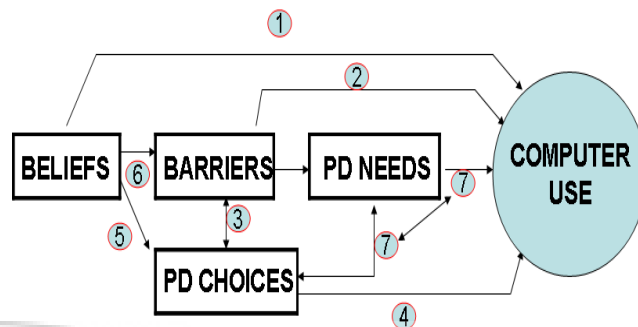 1
2
BELIEFS
6
BARRIERS
PD NEEDS
7
COMPUTER
USE
5
3
7
PD CHOICES
4